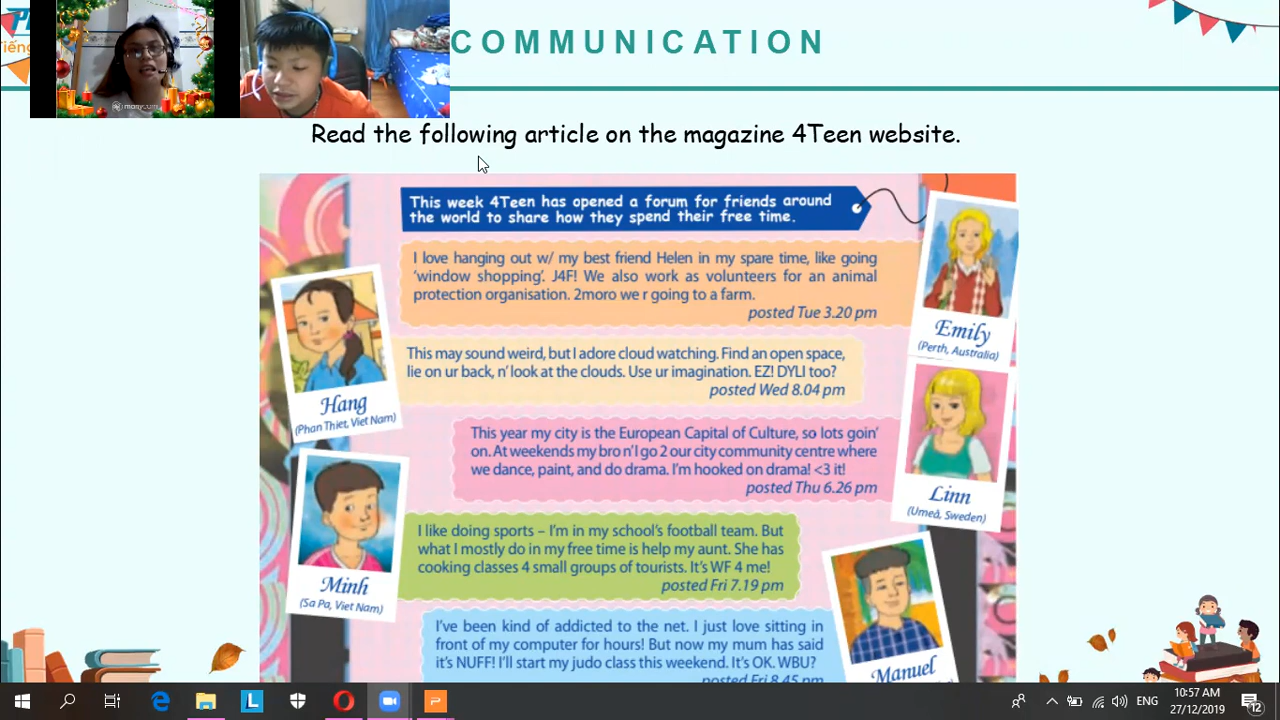 COMMUNICATION
Read the following article on the magazine 4Teen website.
This week 4Teen has opened a forum for friends around
the world to share how they spend their free time.
I love hanging out w/ my best friend Helen in my spare time, like going
'window shopping'. J4F! We also work as volunteers for an animal
protection organisation. 2moro we r going to a farm.
posted Tue 3.20 pm
Emily
(Perth, Australia)
This may sound weird, but I adore cloud watching. Find an open space,
lie on ur back, n' look at the clouds. Use ur imagination. EZ! DYLI too?
posted Wed 8.04 pm
Hang
(Phan Thiet, Viet Nam)
This year my city is the European Capital of Culture, so lots goin'
on. At weekends my bro n' I go 2 our city community centre where
we dance, paint, and do drama. I'm hooked on drama! <3 it!
posted Thu 6.26 pm
Linn
(Umeå, Sweden)
I like doing sports – I'm in my school's football team. But
what I mostly do in my free time is help my aunt. She has
cooking classes 4 small groups of tourists. It's WF 4 me!
posted Fri 7.19 pm
Minh
(Sa Pa, Viet Nam)
I've been kind of addicted to the net. I just love sitting in
front of my computer for hours! But now my mum has said
it's NUFF! I'll start my judo class this weekend. It's OK. WBU?
posted Fri 8.45 pm
Manuel
ENG
10:57 AM
27/12/2019
12